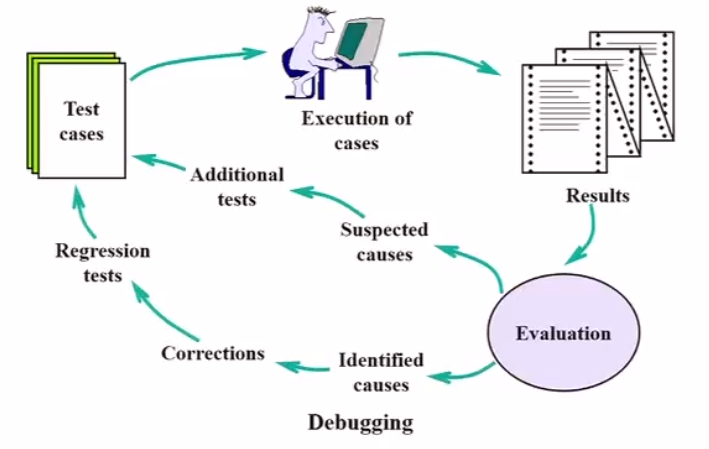 Test
cases
Execution of
cases
Results
Additional
tests
Suspected
causes
Regression
tests
Evaluation
Corrections
Identified
causes
Debugging